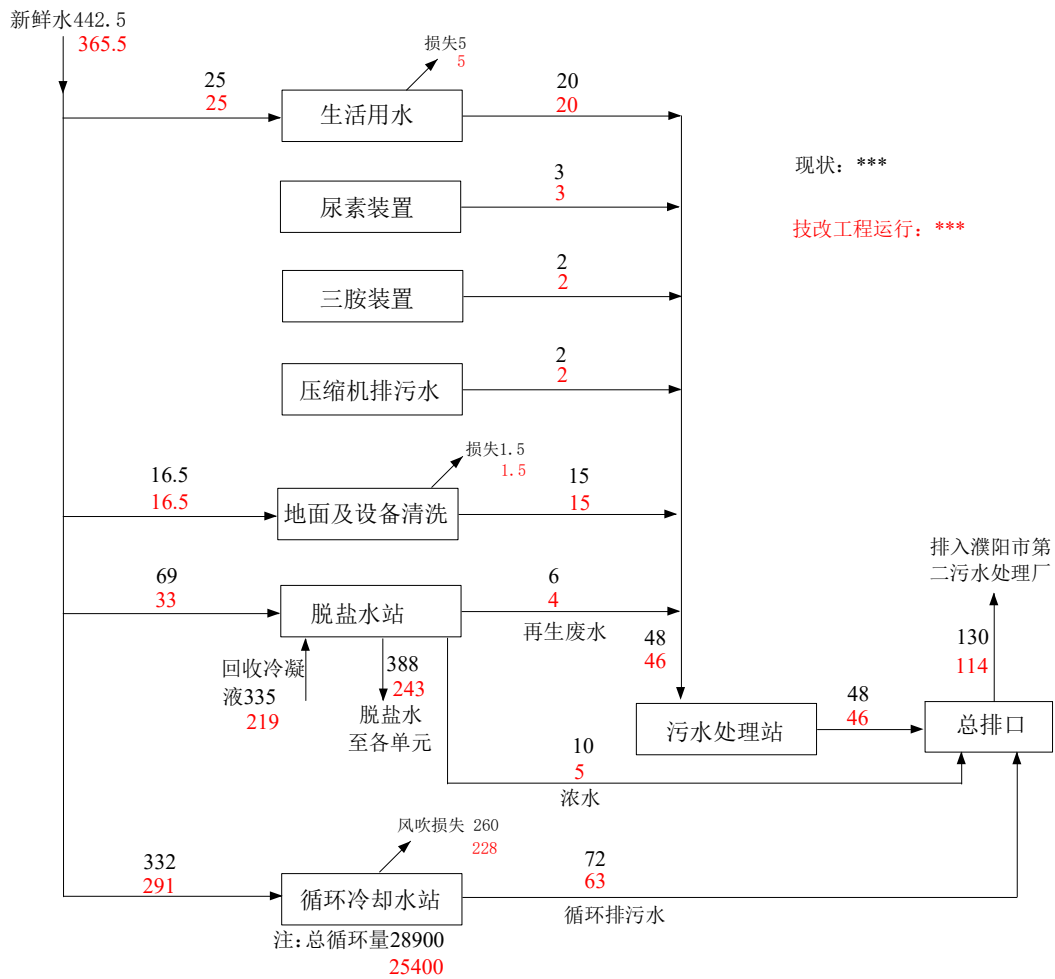 新鲜水442.5
365.5
损失5
5
25
25
生活用水
20
20
现状：***
3
3
尿素装置
技改工程运行：***
2
2
三胺装置
2
2
压缩机排污水
损失1.5
1.5
16.5
16.5
地面及设备清洗
15
15
排入濮阳市第
二污水处理厂
69
33
脱盐水站
6
4
再生废水
130
114
回收冷凝
液335
219
388
243
脱盐水
至各单元
48
46
污水处理站
48
46
总排口
10
5
浓水
风吹损失 260
228
332
291
循环冷却水站
72
63
循环排污水
注：总循环量28900
25400